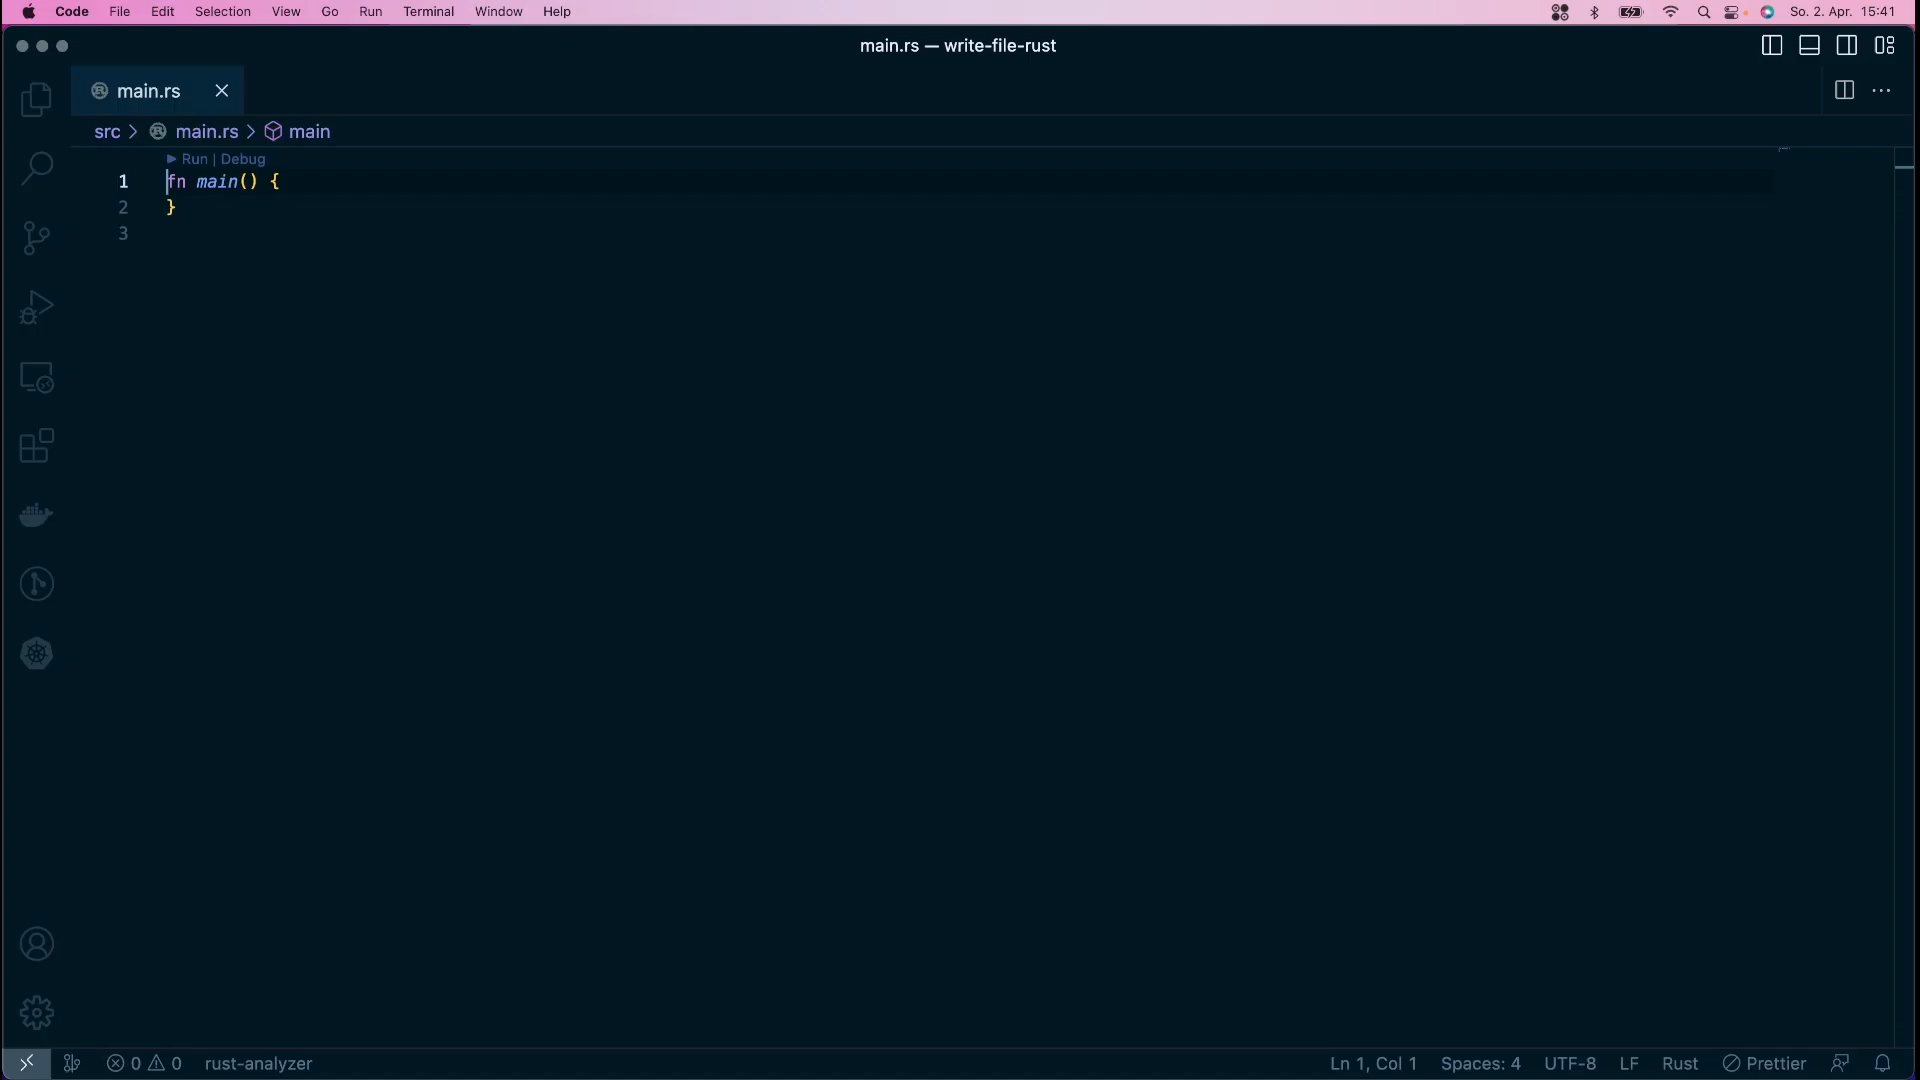 Code File Edit Selection View Go Run Terminal Window Help So. 2. Apr. 15:41
main.rs — write-file-rust
main.rs
src > main.rs > main
Run | Debug
1 fn main() {
2 }
3
0 0 rust-analyzer Ln 1, Col 1 Spaces: 4 UTF-8 LF Rust Prettier